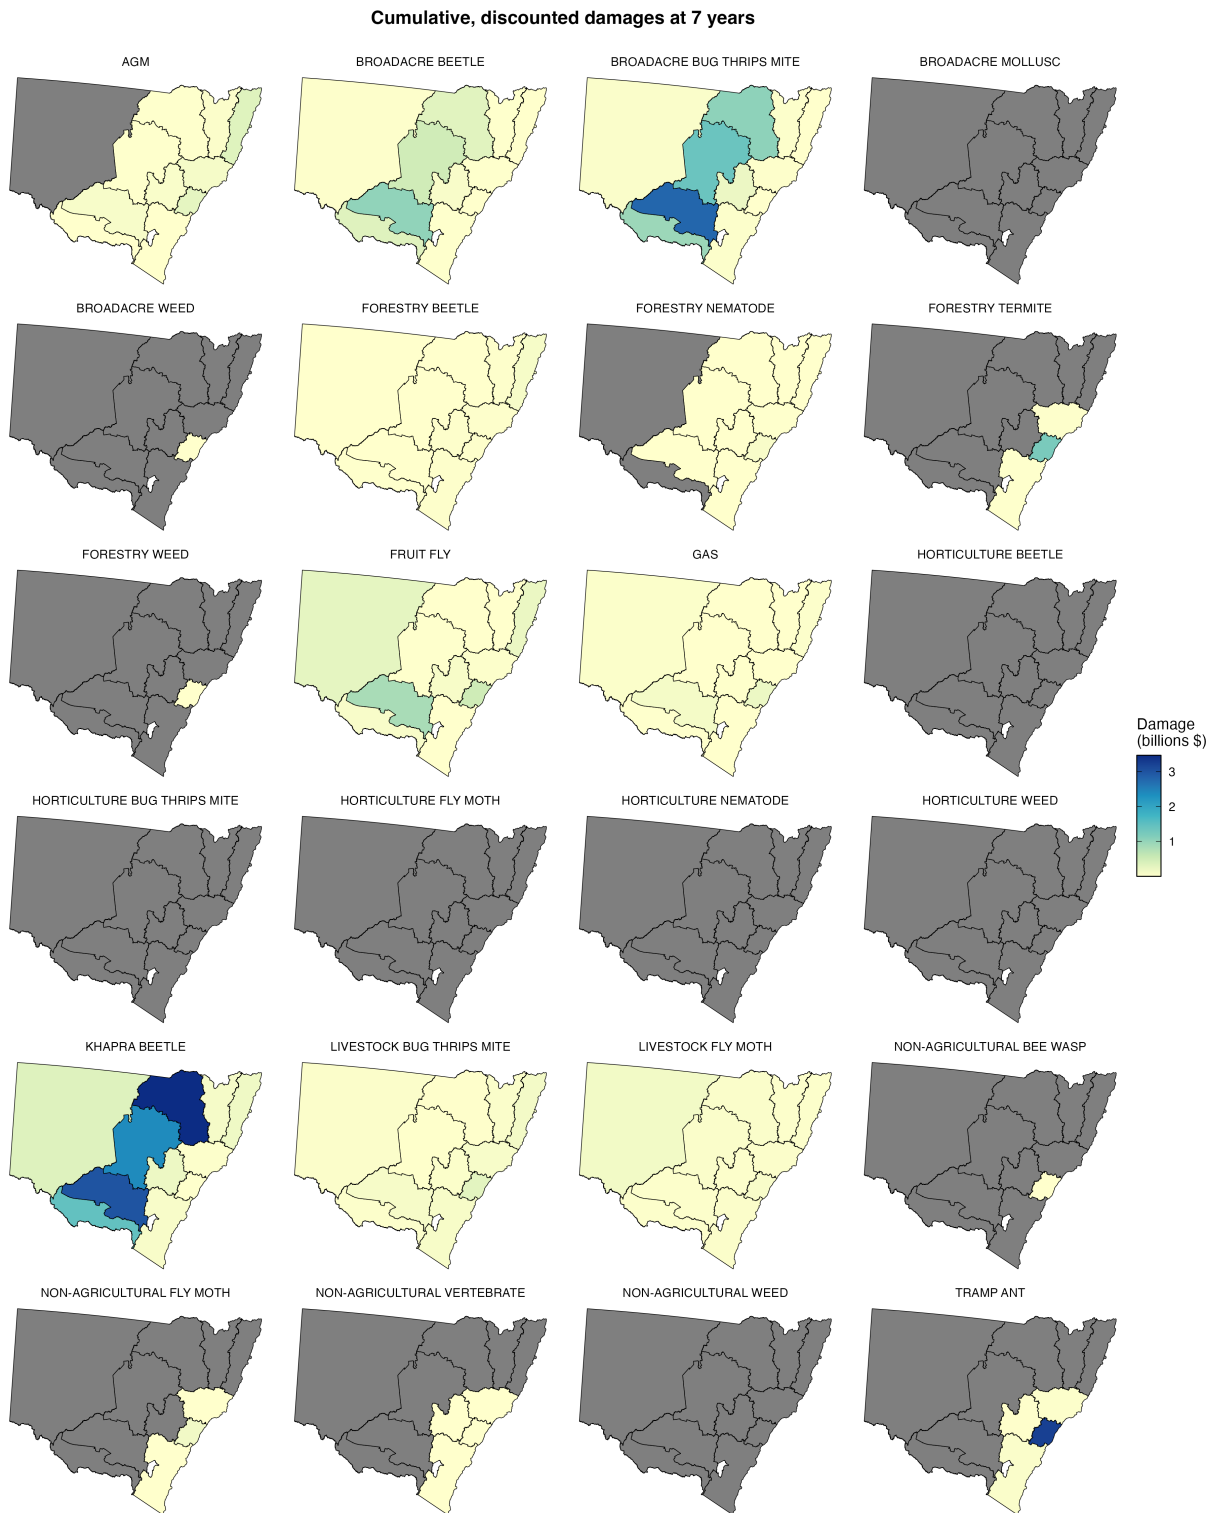 Cumulative, discounted damages at 7 years
AGM
BROADACRE BEETLE
BROADACRE BUG THRIPS MITE
BROADACRE MOLLUSC
BROADACRE WEED
FORESTRY BEETLE
FORESTRY NEMATODE
FORESTRY TERMITE
FORESTRY WEED
FRUIT FLY
GAS
HORTICULTURE BEETLE
Damage
(billions $)
3
2
1
HORTICULTURE BUG THRIPS MITE
HORTICULTURE FLY MOTH
HORTICULTURE NEMATODE
HORTICULTURE WEED
KHAPRA BEETLE
LIVESTOCK BUG THRIPS MITE
LIVESTOCK FLY MOTH
NON-AGRICULTURAL BEE WASP
NON-AGRICULTURAL FLY MOTH
NON-AGRICULTURAL VERTEBRATE
NON-AGRICULTURAL WEED
TRAMP ANT